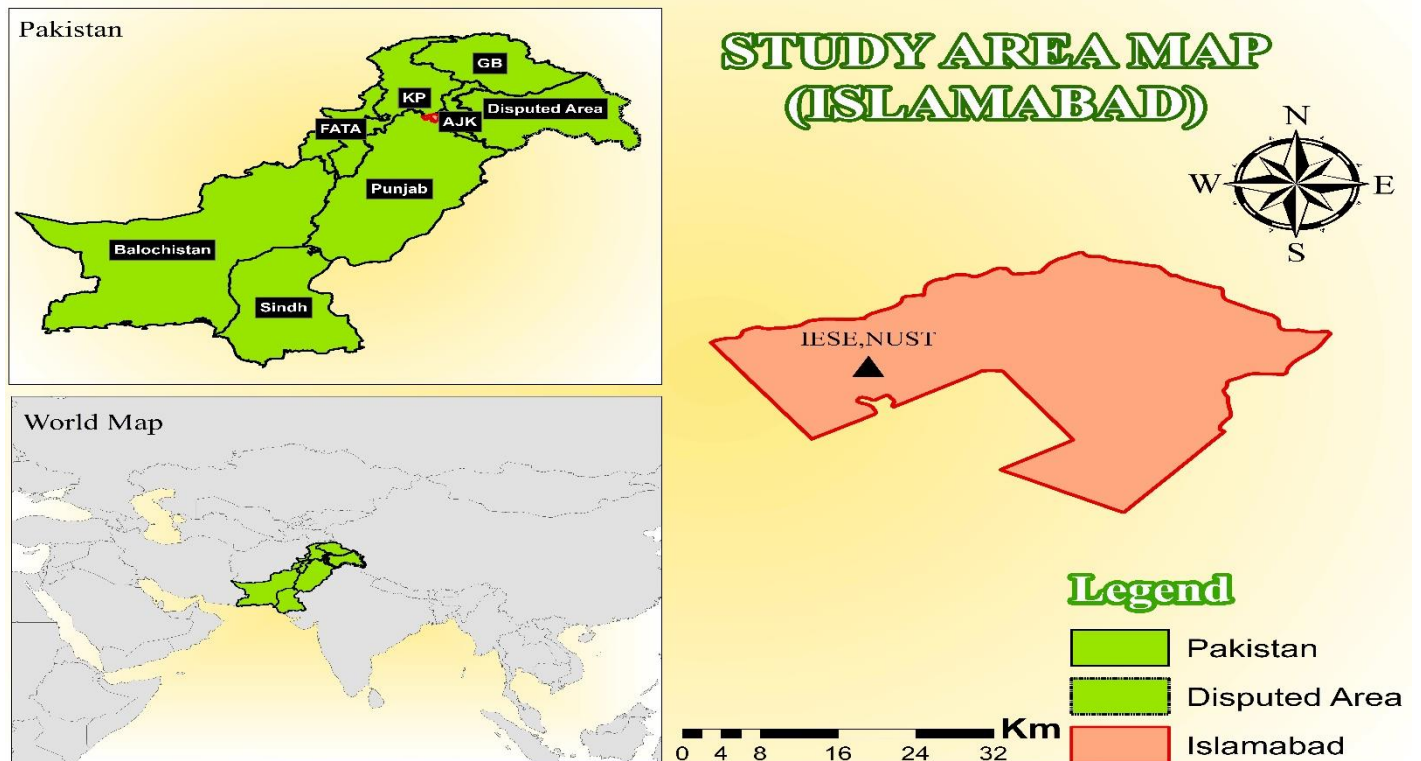 Pakistan
GB
KP
Disputed Area
AJK
FATA
Punjab
Balochistan
Sindh
World Map
STUDY AREA MAP
(ISLAMABAD)
N
W
E
S
IESE,NUST
Legend
Pakistan
Disputed Area
Islamabad
Km
0 4 8 16 24 32